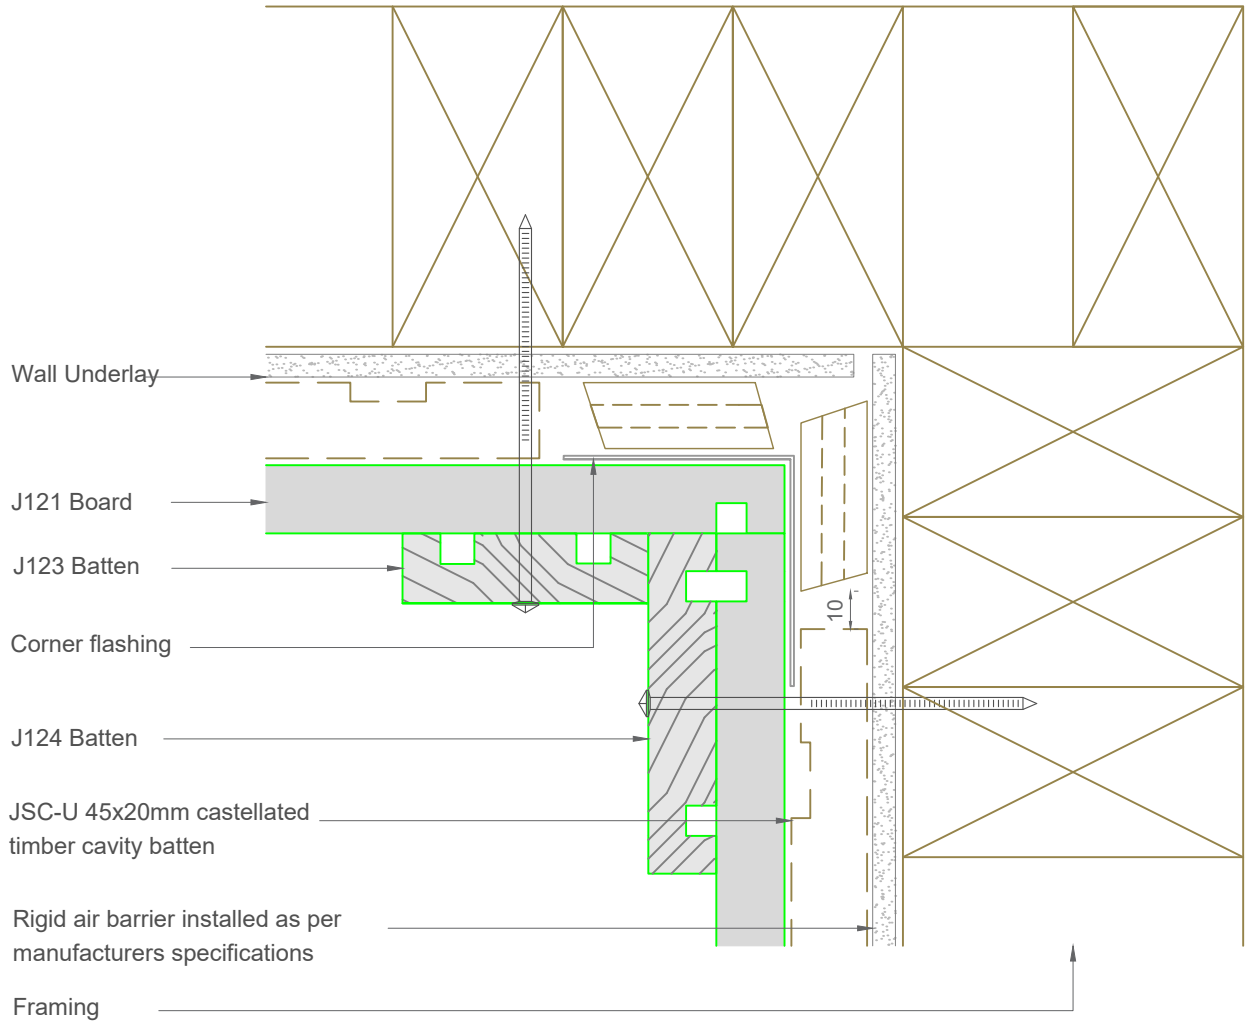 Wall Underlay
J121 Board
J123 Batten
10
Corner flashing
J124 Batten
JSC-U 45x20mm castellated
timber cavity batten
Rigid air barrier installed as per
manufacturers specifications
Framing